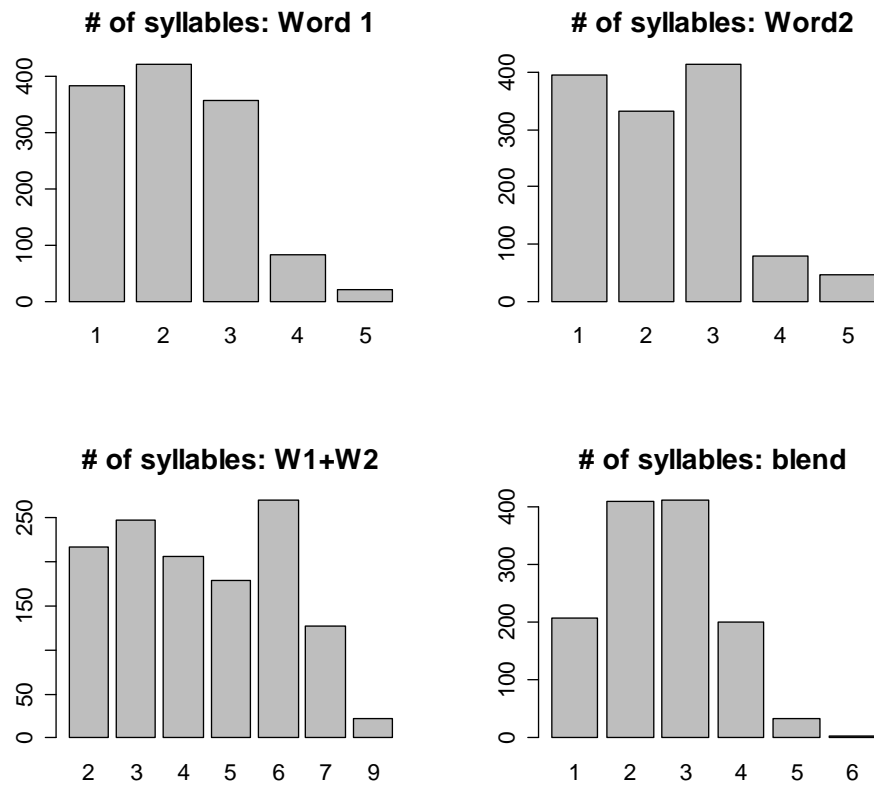 # of syllables: Word 1
400
300
200
100
0
1 2 3 4 5
# of syllables: Word2
400
300
200
100
0
1 2 3 4 5
# of syllables: W1+W2
250
150
50
0
2 3 4 5 6 7 9
# of syllables: blend
400
300
200
100
0
1 2 3 4 5 6